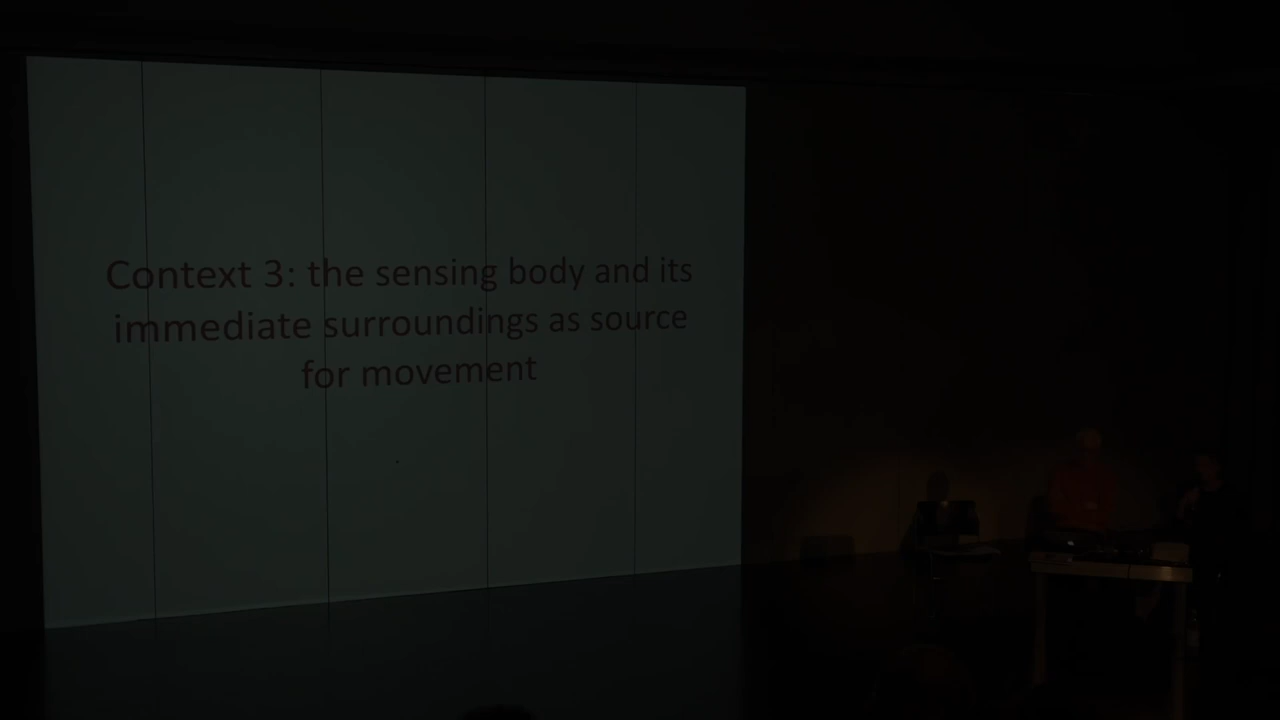 Context 3: the sensing body and its
immediate surroundings as source
for movement